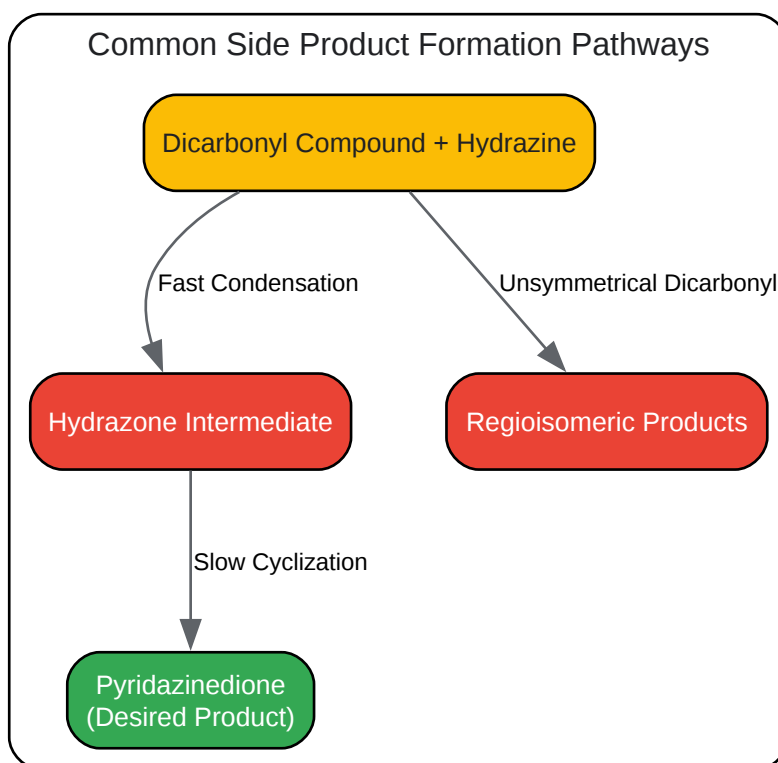 Common Side Product Formation Pathways
Dicarbonyl Compound + Hydrazine
Fast Condensation
Unsymmetrical Dicarbonyl
Hydrazone Intermediate
Regioisomeric Products
Slow Cyclization
Pyridazinedione
(Desired Product)